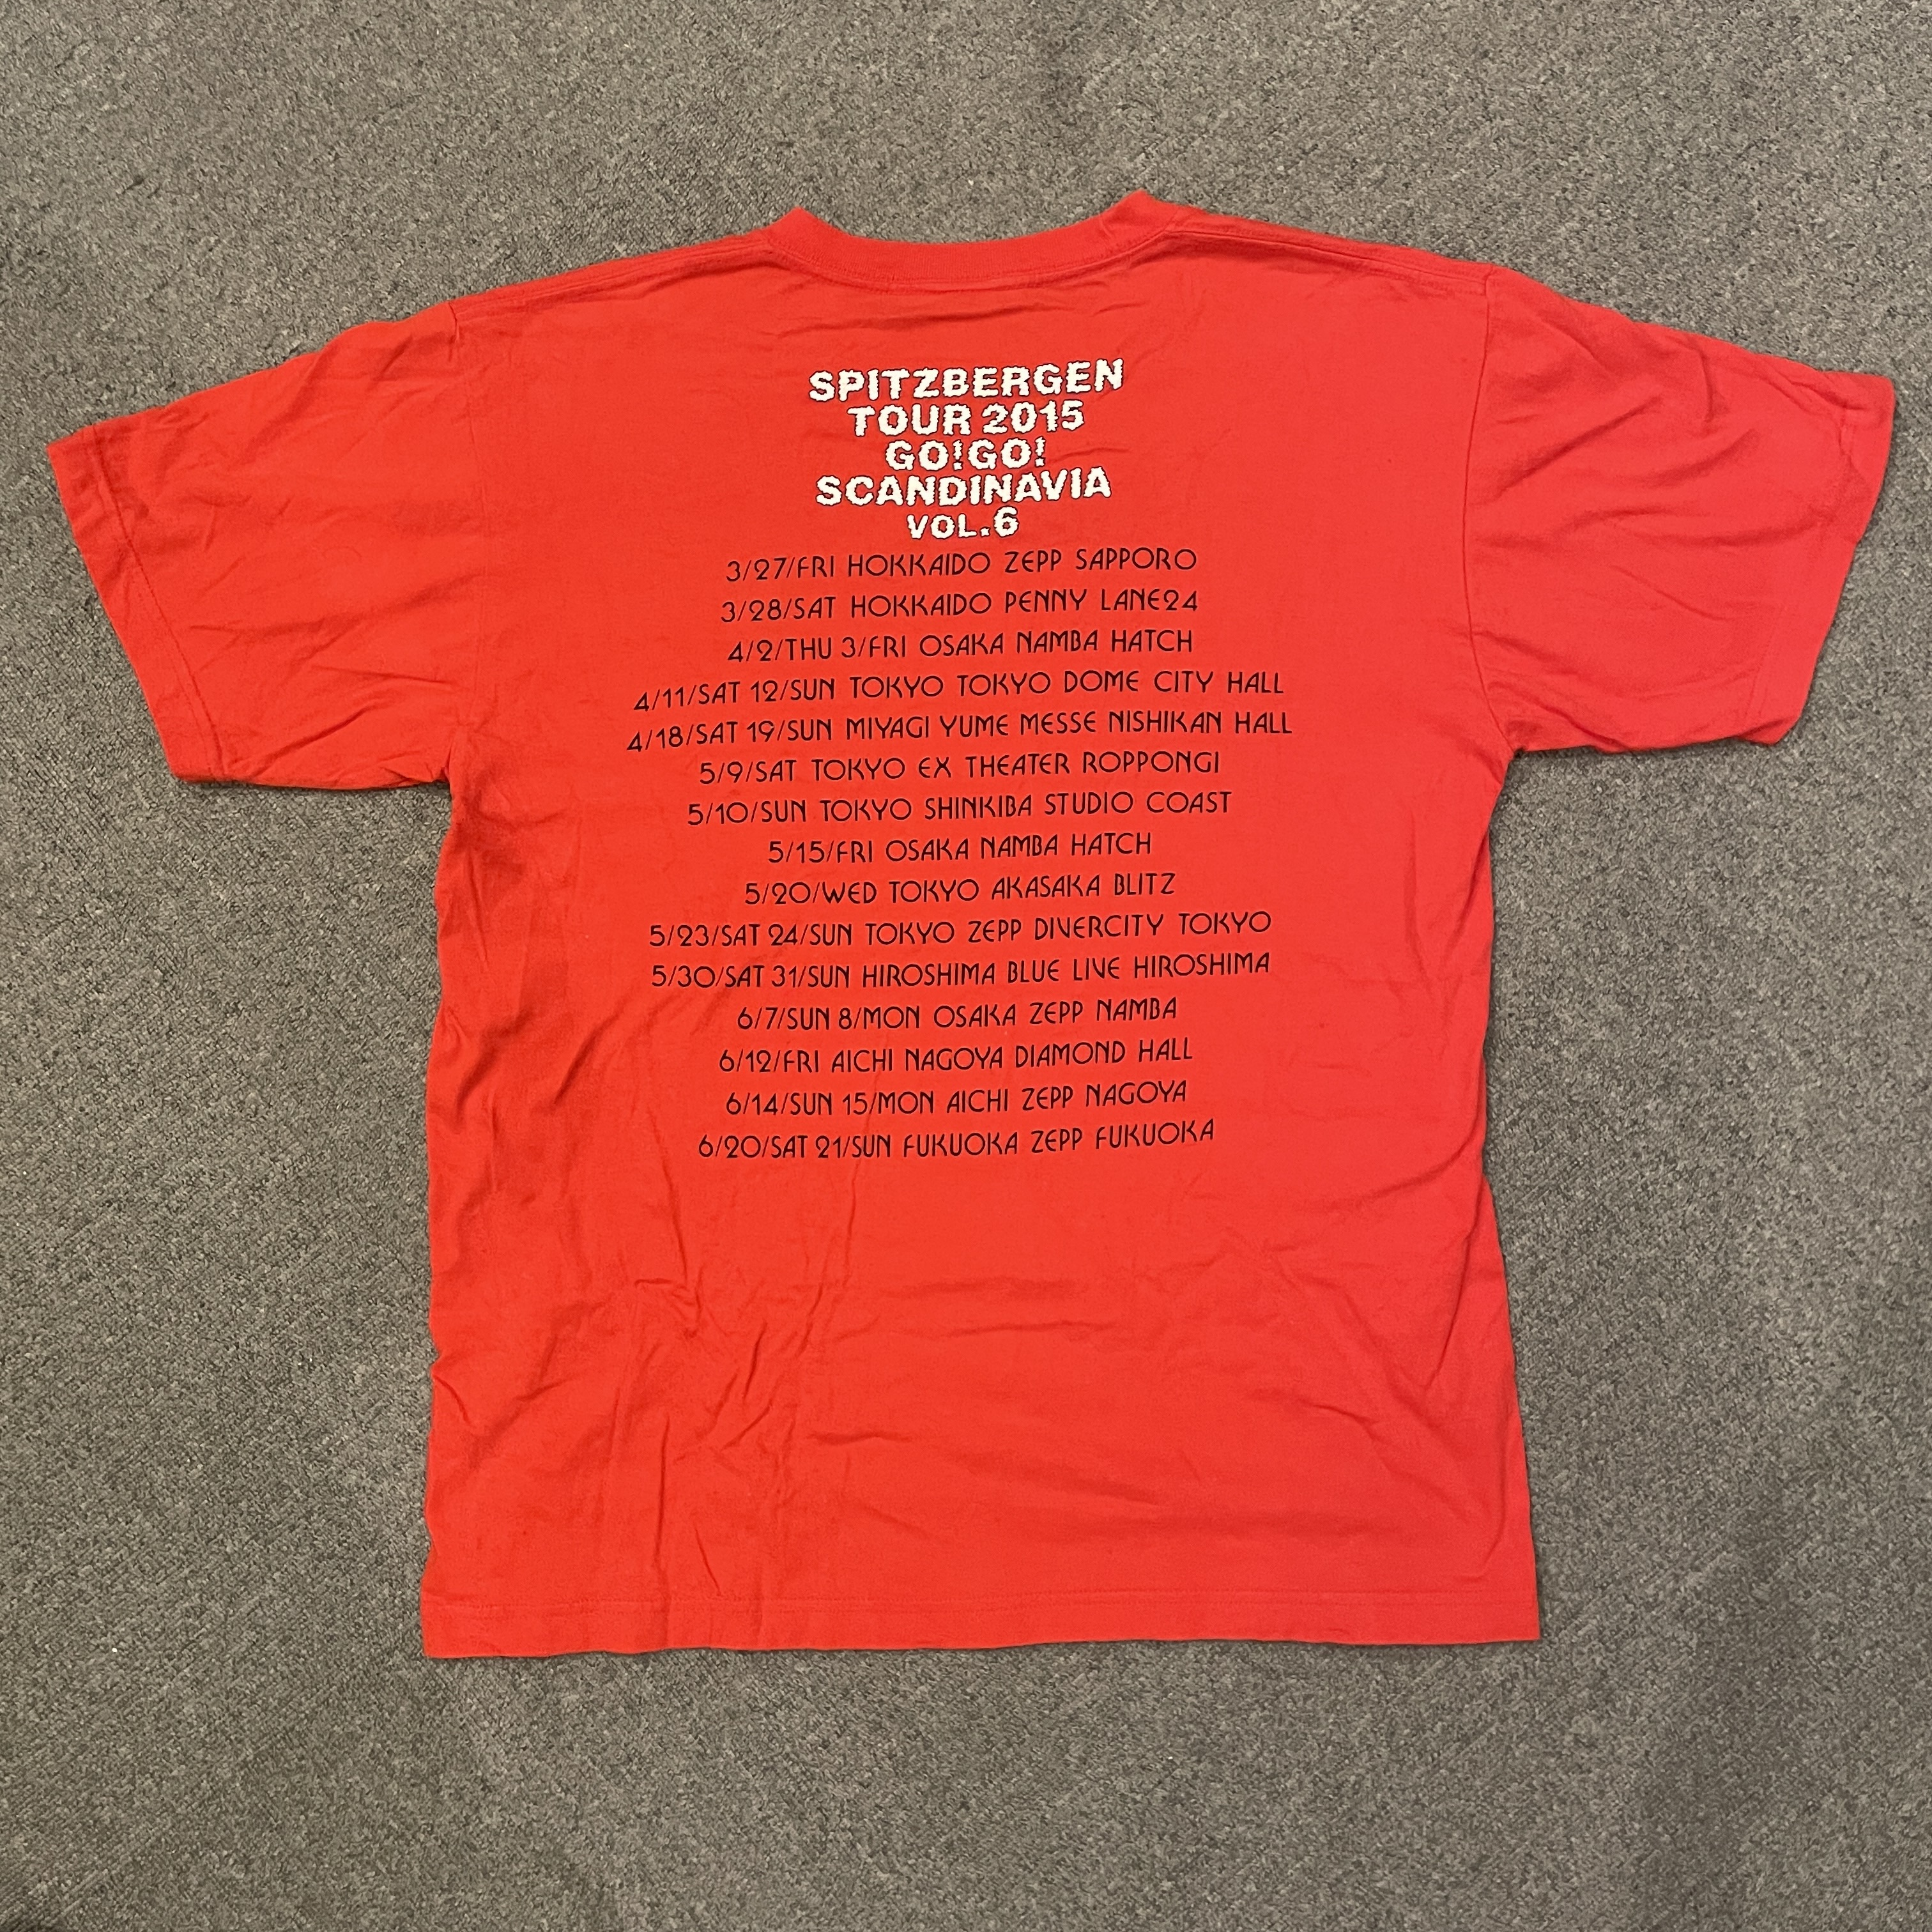 SPITZBERGEN
TOUR 2015
GO!GO!
SCANDINAVIA
VOL.6
3/27/FRI HOKKAIDO ZEPP SAPPORO
3/28/SAT HOKKAIDO PENNY LANE24
4/2/THU 3/FRI OSAKA NAMBA HATCH
4/11/SAT 12/SUN TOKYO TOKYO DOME CITY HALL
4/18/SAT 19/SUN MIYAGI YUME MESSE NISHIKAN HALL
5/9/SAT TOKYO EX THEATER ROPPONGI
5/10/SUN TOKYO SHINKIBA STUDIO COAST
5/15/FRI OSAKA NAMBA HATCH
5/20/WED TOKYO AKASAKA BLITZ
5/23/SAT 24/SUN TOKYO ZEPP DIVERCITY TOKYO
5/30/SAT 31/SUN HIROSHIMA BLUE LIVE HIROSHIMA
6/7/SUN 8/MON OSAKA ZEPP NAMBA
6/12/FRI AICHI NAGOYA DIAMOND HALL
6/14/SUN 15/MON AICHI ZEPP NAGOYA
6/20/SAT 21/SUN FUKUOKA ZEPP FUKUOKA